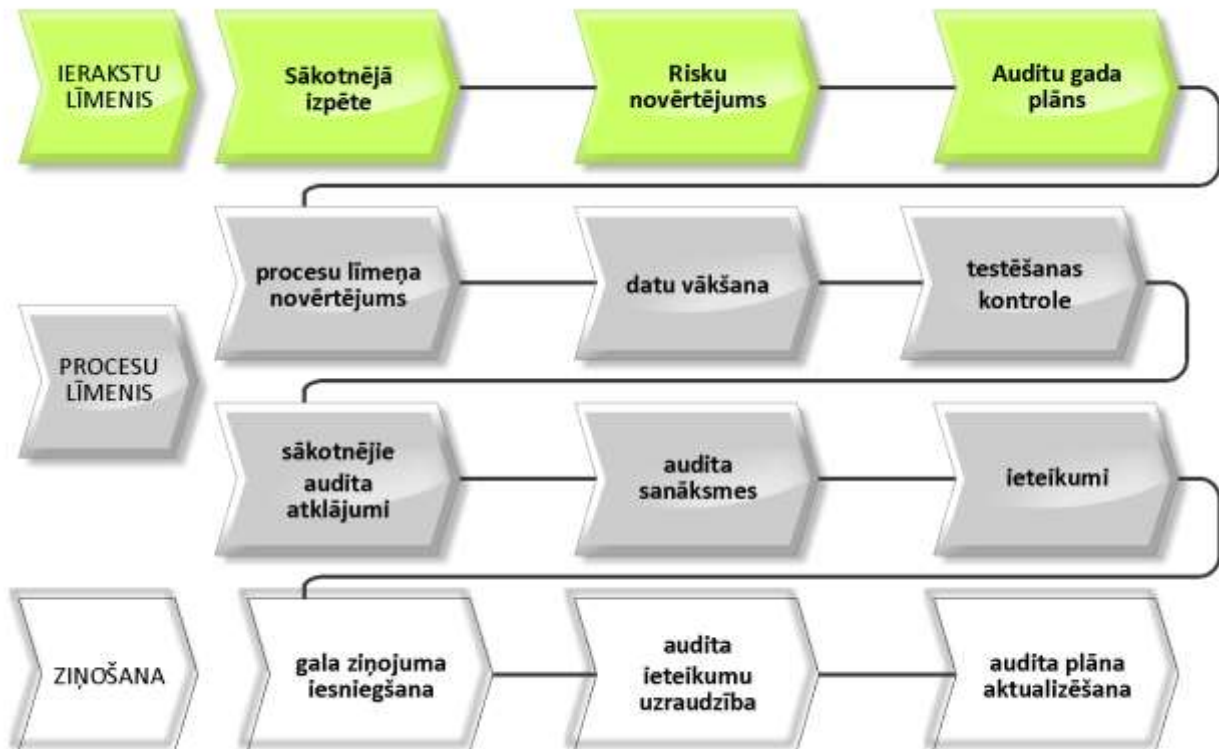 IERAKSTU
LĪMENIS
Sākotnējā
izpēte
Risku
novērtējums
Auditu gada
plāns
procesu līmeņa
novērtējums
datu vākšana
testēšanas
kontrole
PROCESU
LĪMENIS
sākotnējie
audita
atklājumi
audita
sanāksmes
ieteikumi
ZIŅOŠANA
gala ziņojuma
iesniegšana
audita
ieteikumu
uzraudzība
audita plāna
aktualizēšana